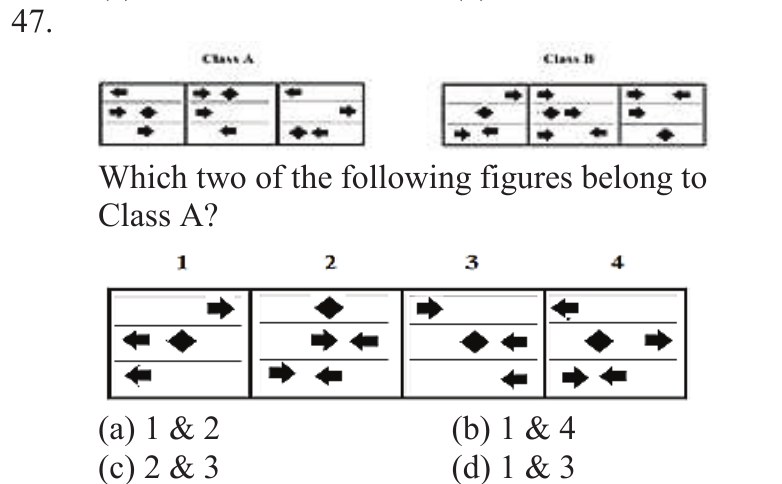 47.
Class A Class B
Which two of the following figures belong to
Class A?
1 2 3 4
(a) 1 & 2 (b) 1 & 4
(c) 2 & 3 (d) 1 & 3